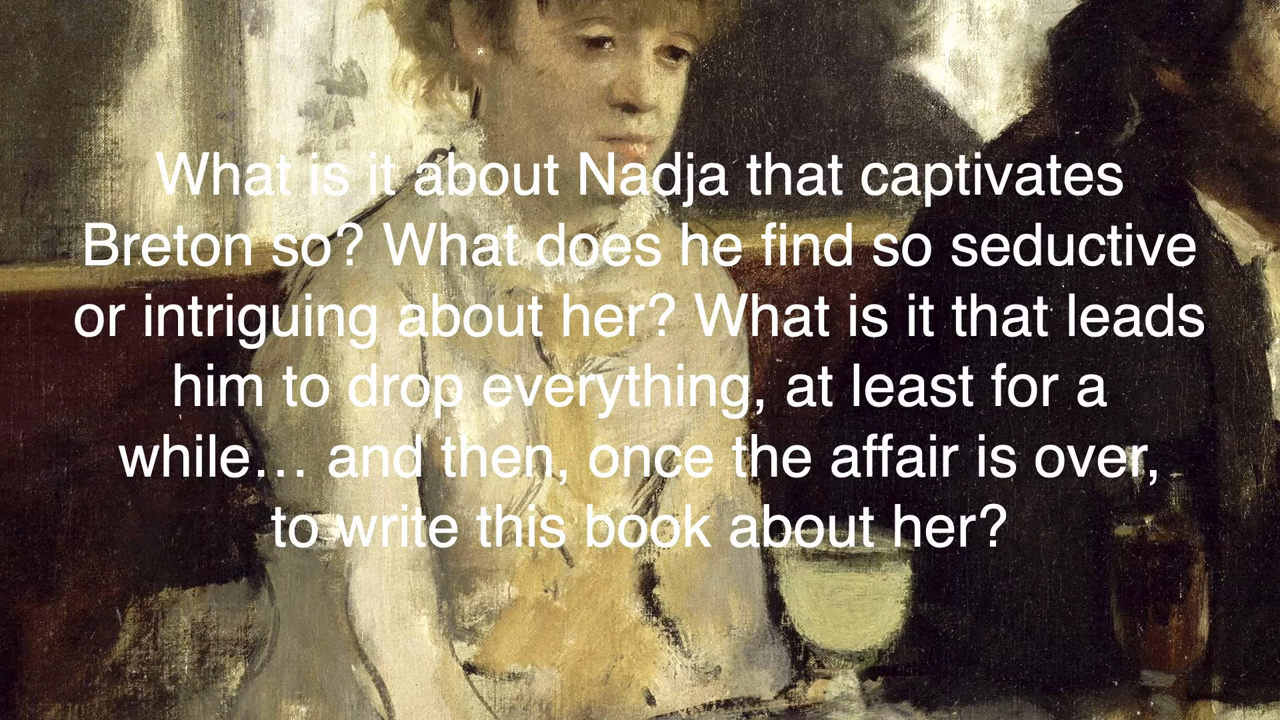 What is it about Nadja that captivates
Breton so? What does he find so seductive
or intriguing about her? What is it that leads
him to drop everything, at least for a
while… and then, once the affair is over,
to write this book about her?